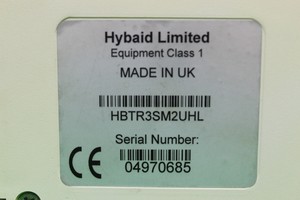 Hybaid Limited
Equipment Class 1
MADE IN UK
HBTR3SM2UHL
Serial Number:
CE
04970685